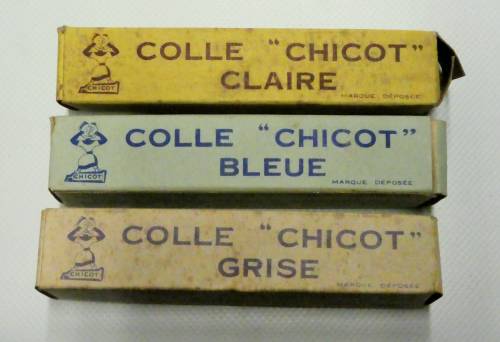 COLLE "CHICOT"
CLAIRE
MARQUE DÉPOSÉE
CHICOT
COLLE "CHICOT"
BLEUE
MARQUE DÉPOSÉE
CHICOT
COLLE "CHICOT"
GRISE
MARQUE DÉPOSÉE
CHICOT